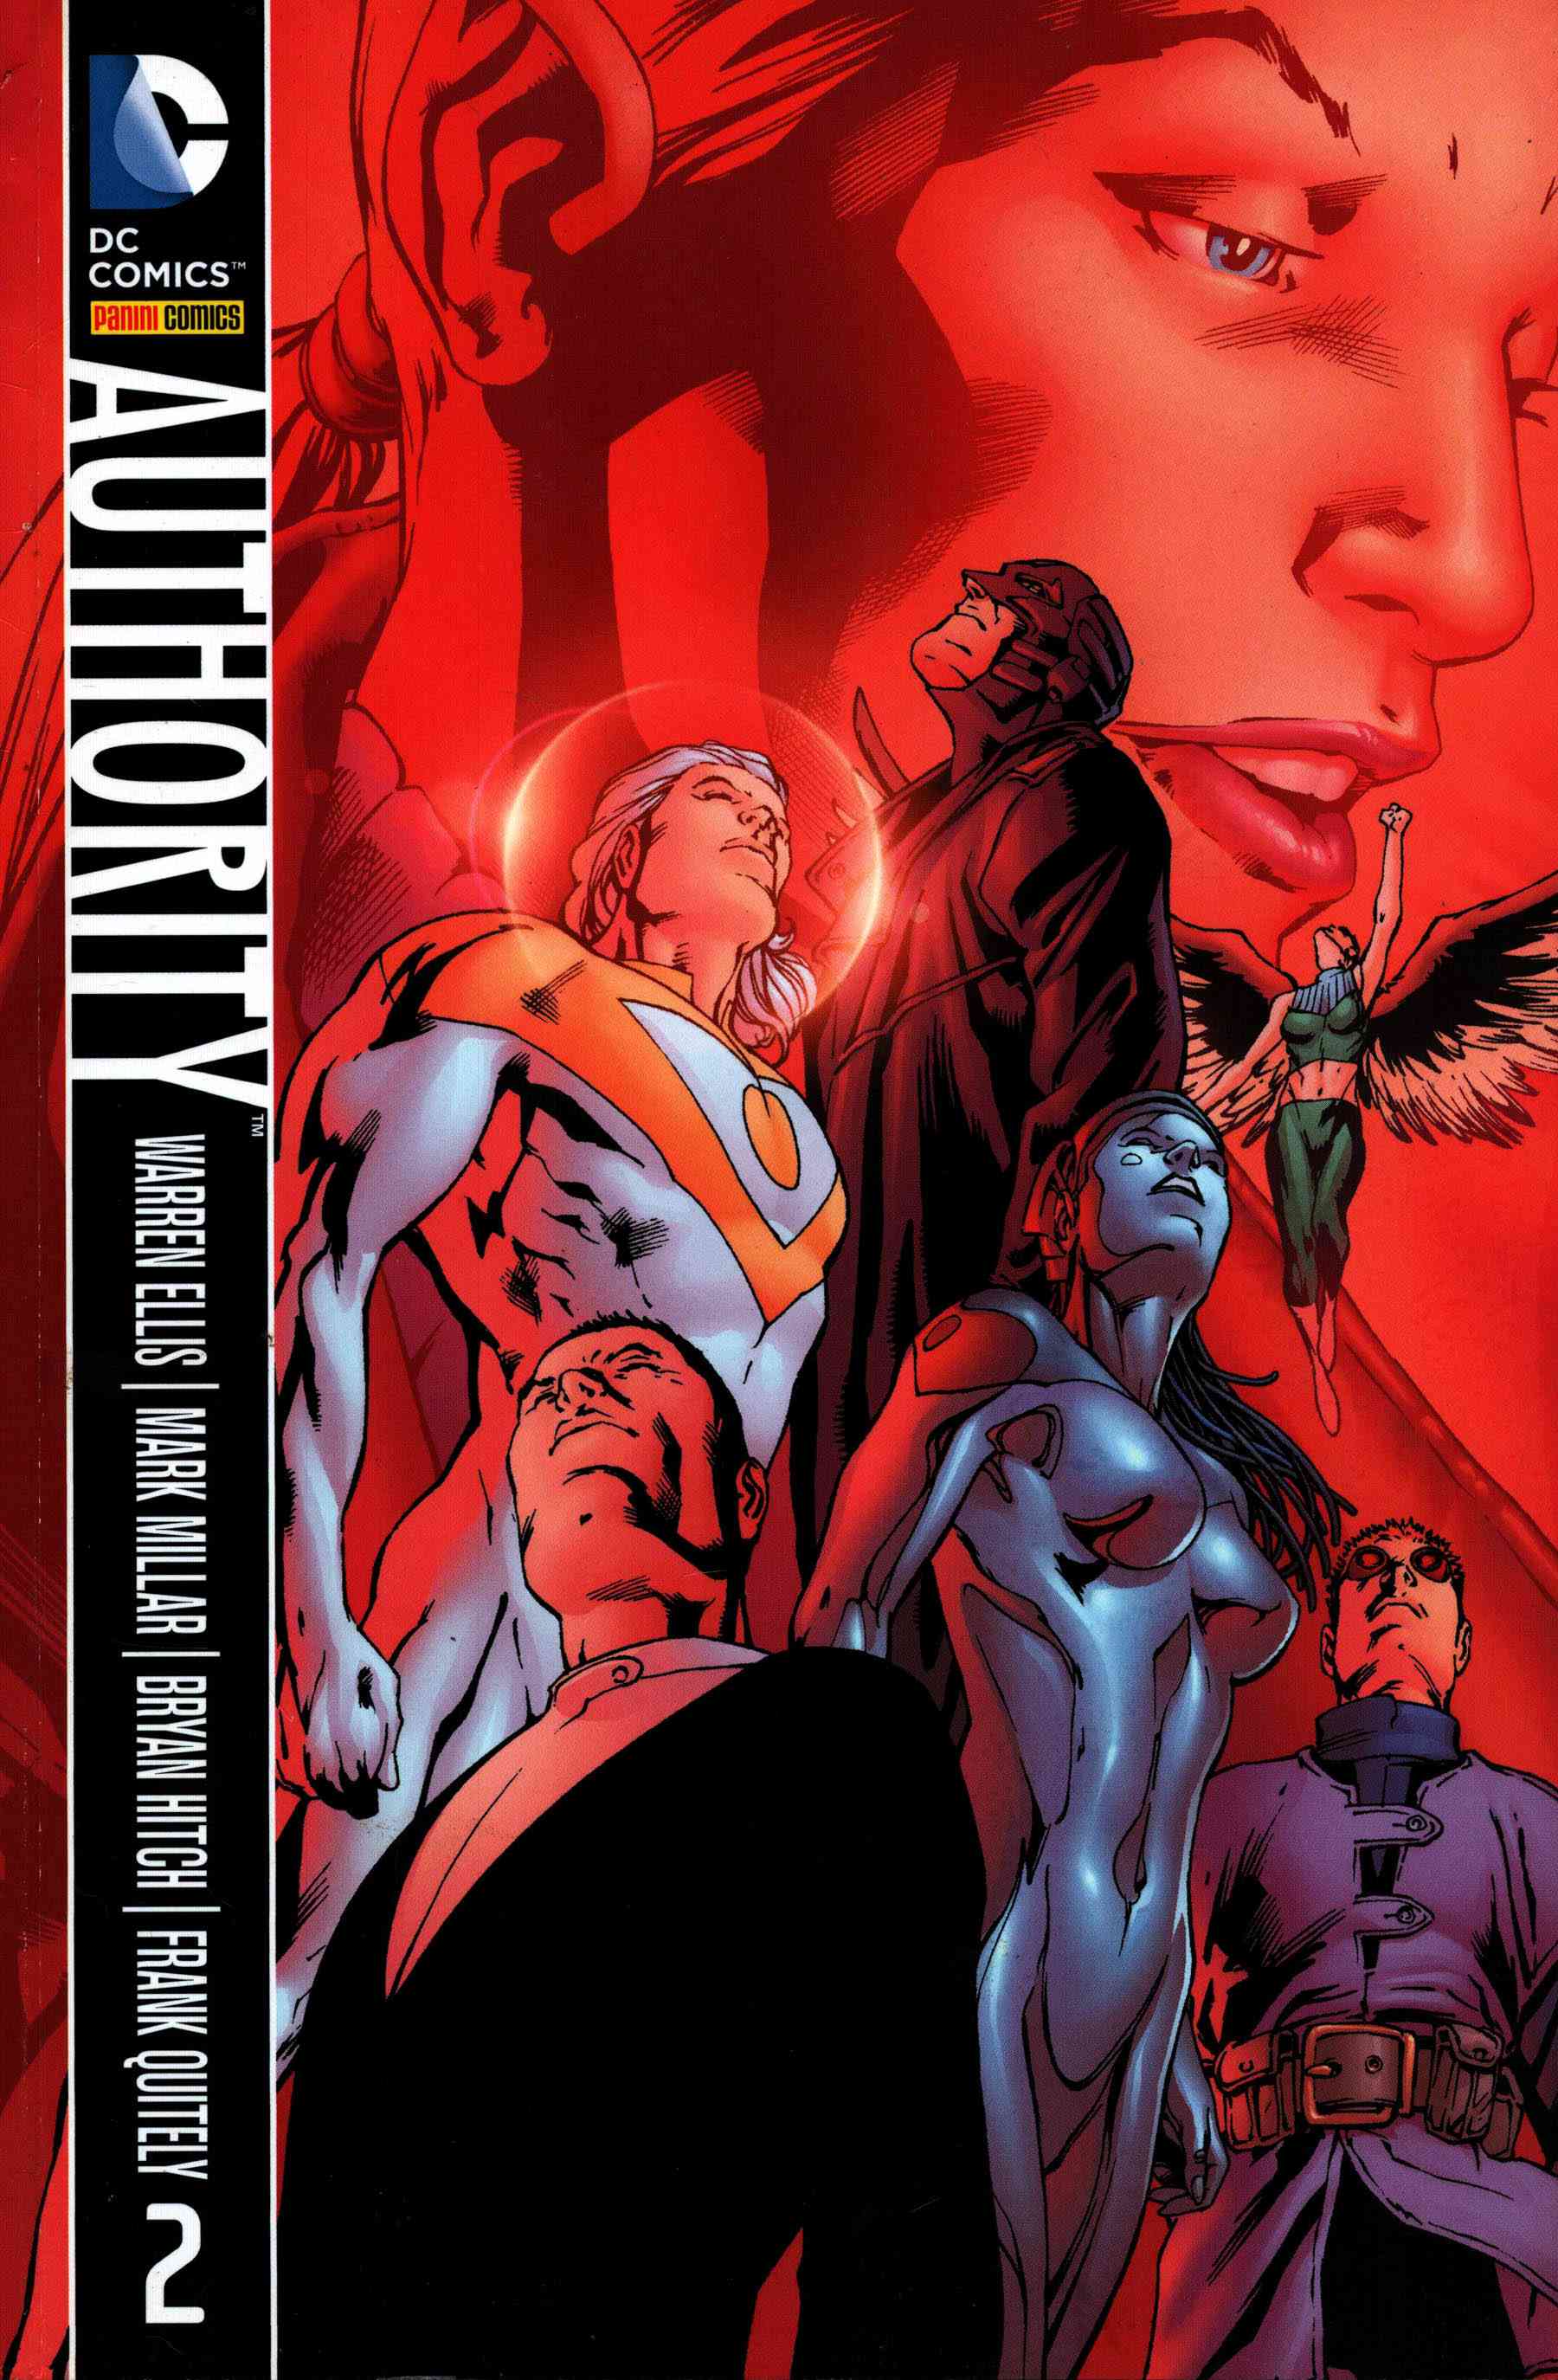 DC
COMICS™
PANINI COMICS
AUTHORITY™
WARREN ELLIS | MARK MILLAR | BRYAN HITCH | FRANK QUITELY
2